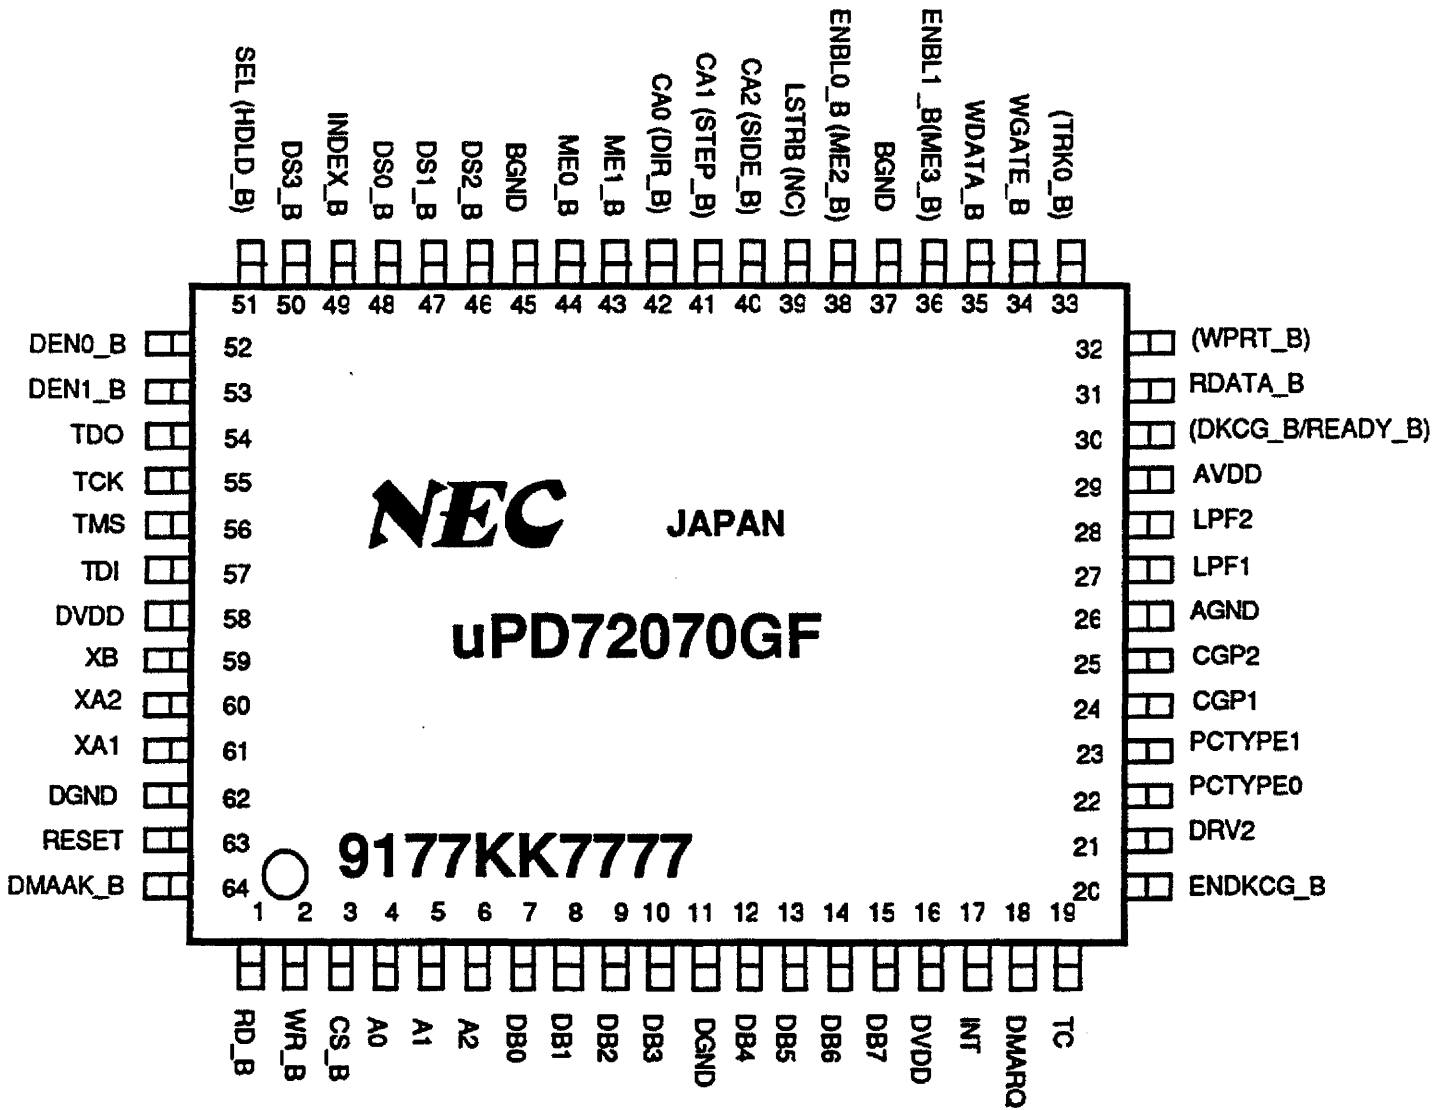 SEL (HDLD_B)
DS3_B
INDEX_B
DS0_B
DS1_B
DS2_B
BGND
ME0_B
ME1_B
CA0 (DIR_B)
CA1 (STEP_B)
CA2 (SIDE_B)
LSTRB (NC)
ENBL0_B (ME2_B)
BGND
ENBL1_B(ME3_B)
WDATA_B
WGATE_B
(TRK0_B)
51 50 49 48 47 46 45 44 43 42 41 40 39 38 37 36 35 34 33
DEN0_B 52
DEN1_B 53
TDO 54
TCK 55
TMS 56
TDI 57
DVDD 58
XB 59
XA2 60
XA1 61
DGND 62
RESET 63
DMAAK_B 64
NEC JAPAN
uPD72070GF
9177KK7777
32 (WPRT_B)
31 RDATA_B
30 (DKCG_B/READY_B)
29 AVDD
28 LPF2
27 LPF1
26 AGND
25 CGP2
24 CGP1
23 PCTYPE1
22 PCTYPE0
21 DRV2
20 ENDKCG_B
1 2 3 4 5 6 7 8 9 10 11 12 13 14 15 16 17 18 19
RD_B
WR_B
CS_B
A0
A1
A2
DB0
DB1
DB2
DB3
DGND
DB4
DB5
DB6
DB7
DVDD
INT
DMARQ
TC